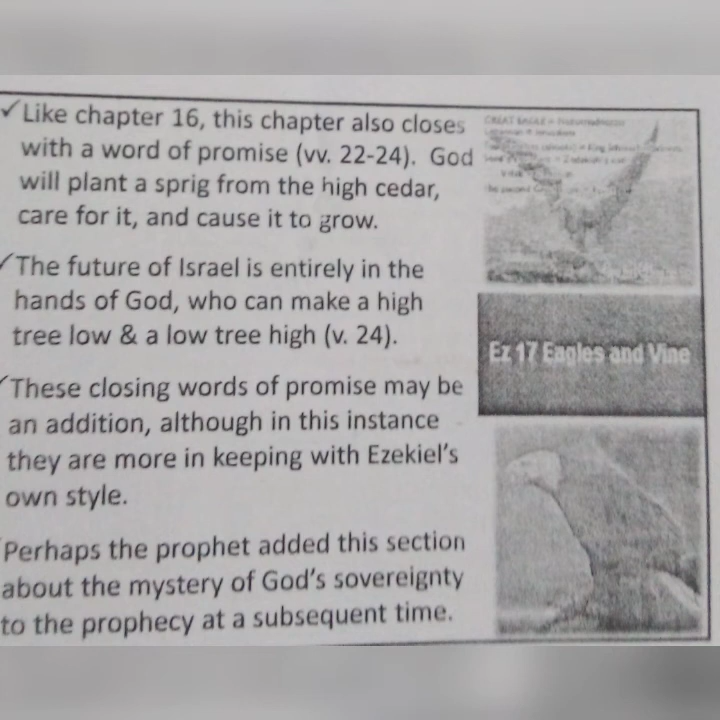 ✓Like chapter 16, this chapter also closes
with a word of promise (vv. 22-24). God
will plant a sprig from the high cedar,
care for it, and cause it to grow.
✓The future of Israel is entirely in the
hands of God, who can make a high
tree low & a low tree high (v. 24).
✓These closing words of promise may be
an addition, although in this instance
they are more in keeping with Ezekiel's
own style.
Perhaps the prophet added this section
about the mystery of God's sovereignty
to the prophecy at a subsequent time.
GREAT EAGLE =
Ez 17 Eagles and Vine